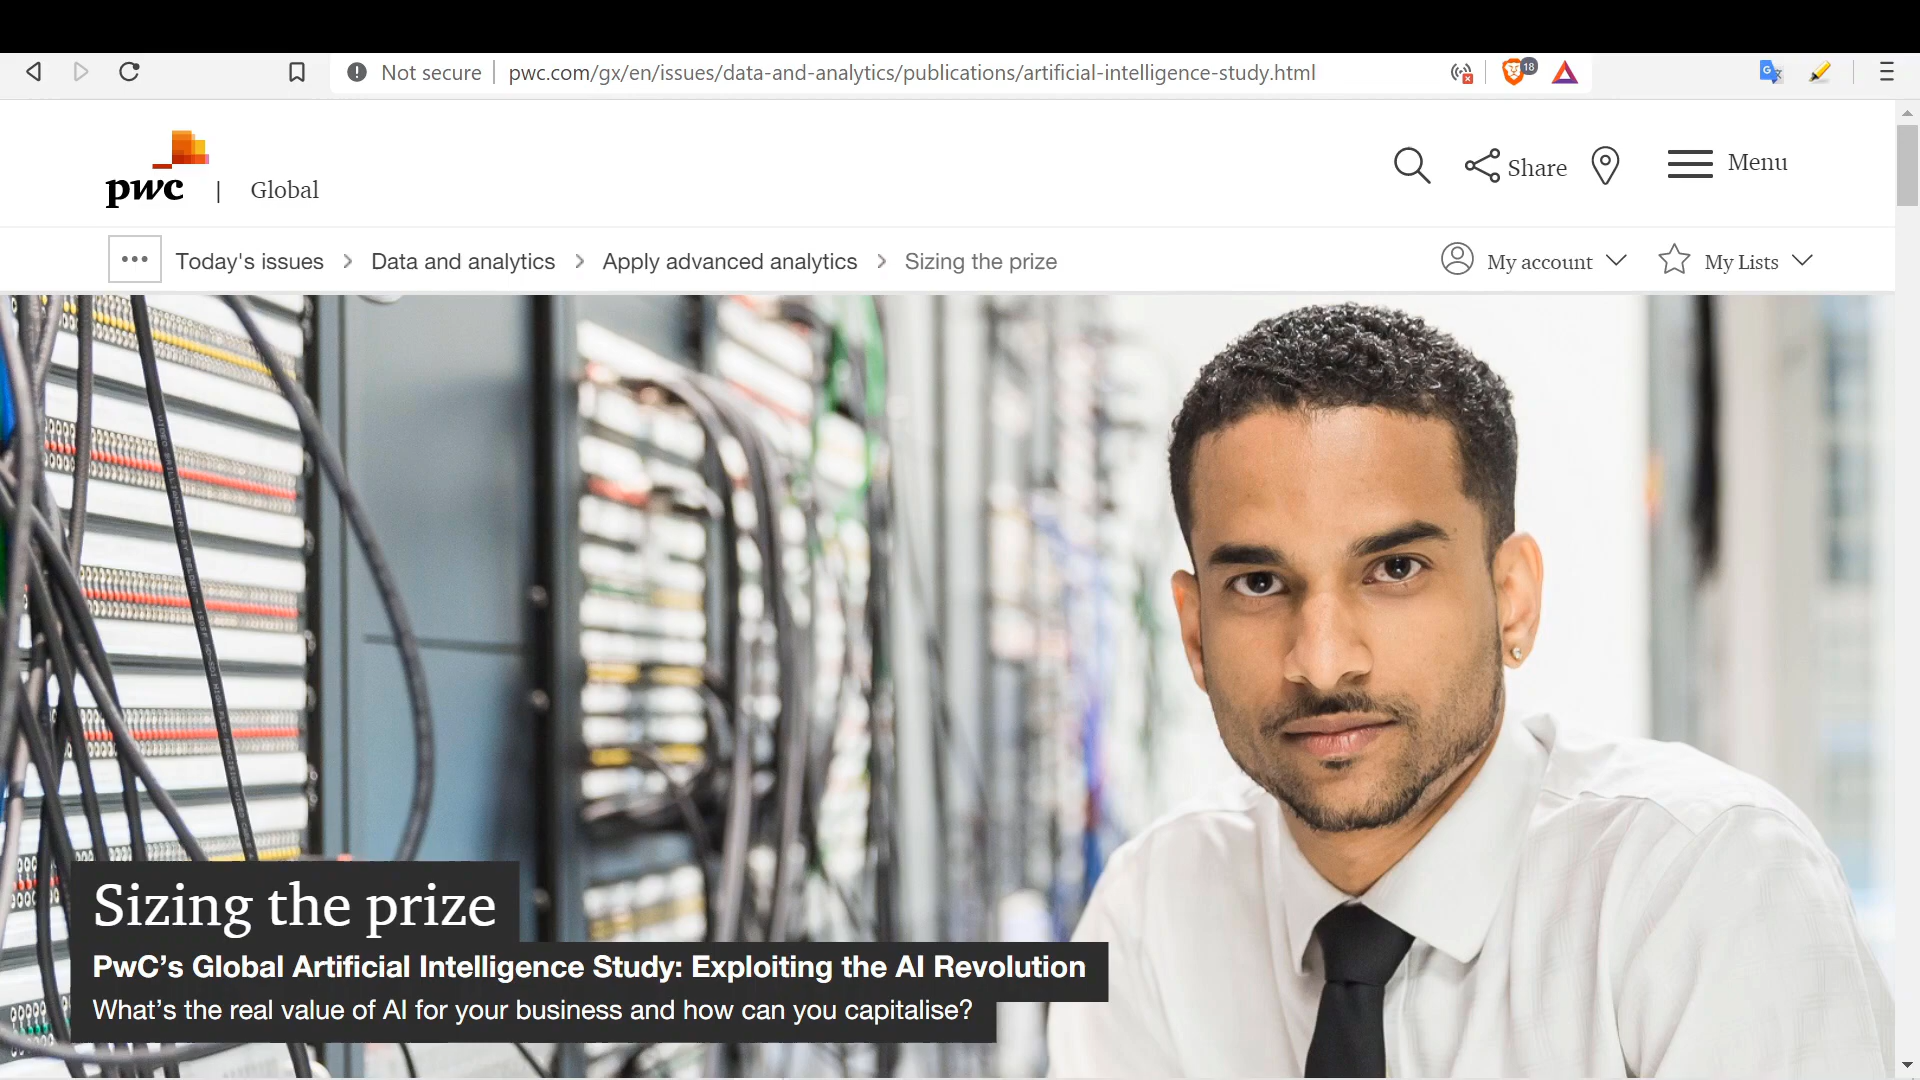 Not secure | pwc.com/gx/en/issues/data-and-analytics/publications/artificial-intelligence-study.html
18
pwc | Global
Share
Menu
Today's issues > Data and analytics > Apply advanced analytics > Sizing the prize
My account
My Lists
Sizing the prize
PwC’s Global Artificial Intelligence Study: Exploiting the AI Revolution
What’s the real value of AI for your business and how can you capitalise?